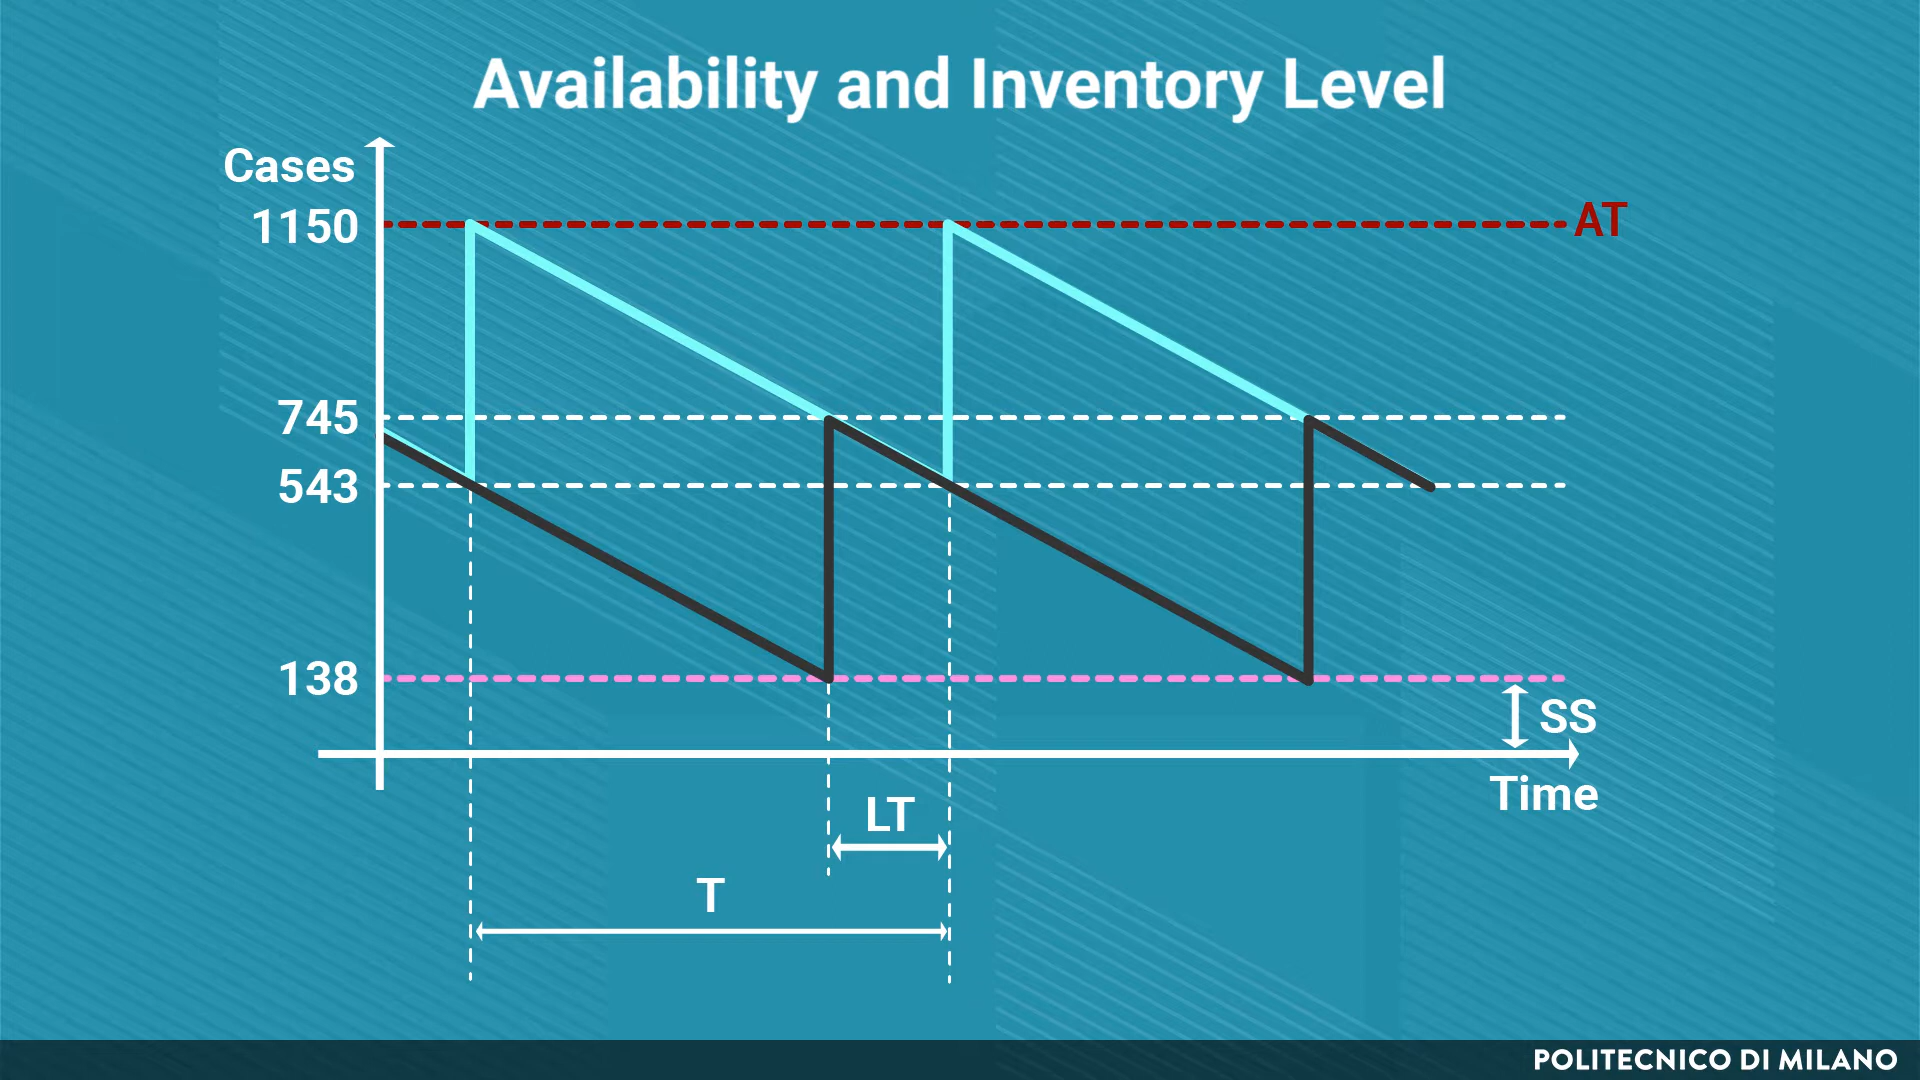 Availability and Inventory Level
Cases
1150
AT
745
543
138
SS
Time
LT
T
POLITECNICO DI MILANO